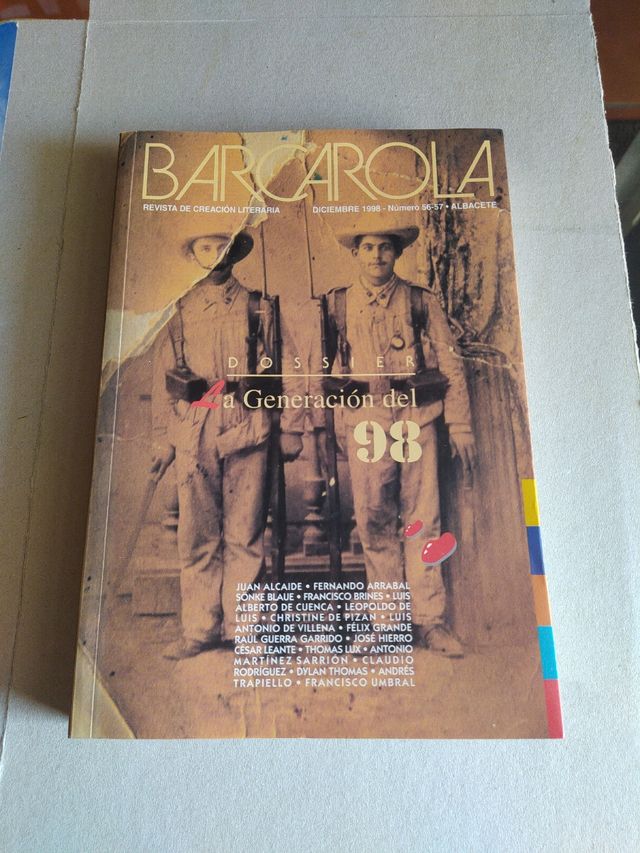 BARCAROLA
REVISTA DE CREACIÓN LITERARIA DICIEMBRE 1998 - Número 56-57 • ALBACETE
DOSSIER
La Generación del
98
JUAN ALCAIDE • FERNANDO ARRABAL
SÖNKE BLAUE • FRANCISCO BRINES • LUIS
ALBERTO DE CUENCA • LEOPOLDO DE
LUIS • CHRISTINE DE PIZAN • LUIS
ANTONIO DE VILLENA • FÉLIX GRANDE
RAÚL GUERRA GARRIDO • JOSÉ HIERRO
CÉSAR LEANTE • THOMAS LUX • ANTONIO
MARTÍNEZ SARRIÓN • CLAUDIO
RODRÍGUEZ • DYLAN THOMAS • ANDRÉS
TRAPIELLO • FRANCISCO UMBRAL